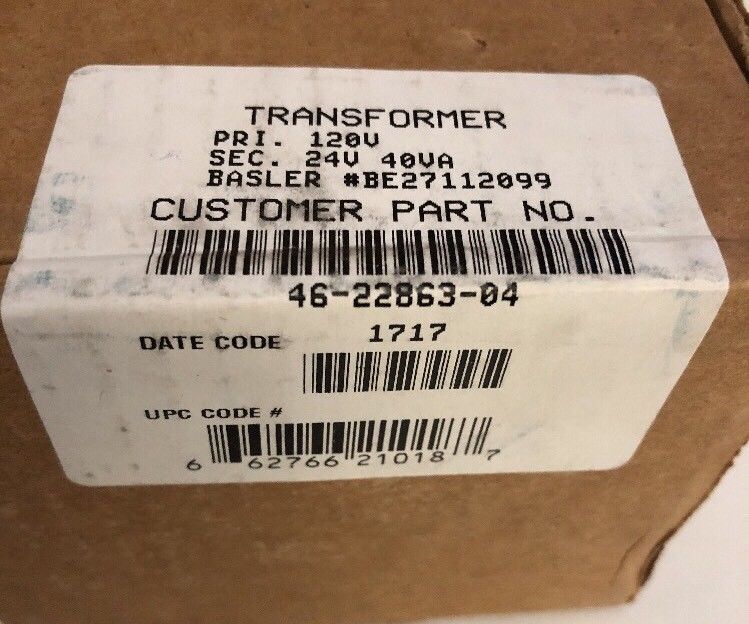 TRANSFORMER
PRI. 120V
SEC. 24V 40VA
BASLER #BE27112099
CUSTOMER PART NO.
46-22863-04
DATE CODE 1717
UPC CODE #
6 62766 21018 7